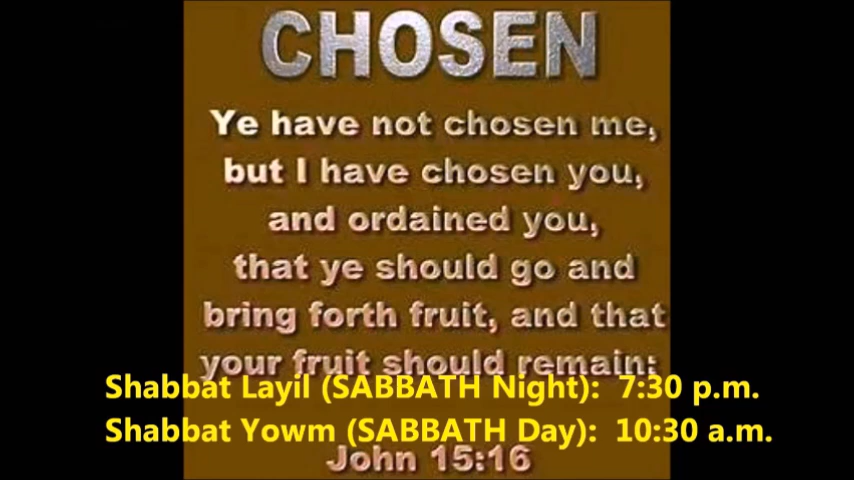 CHOSEN
Ye have not chosen me,
but I have chosen you,
and ordained you,
that ye should go and
bring forth fruit, and that
your fruit should remain:
Shabbat Layil (SABBATH Night):  7:30 p.m.
Shabbat Yowm (SABBATH Day):  10:30 a.m.
John 15:16